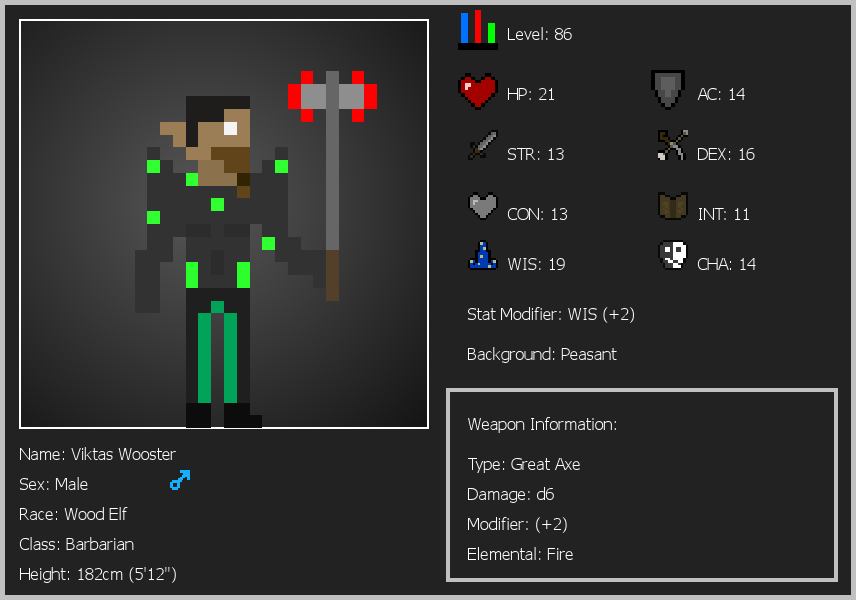 Level: 86
HP: 21
AC: 14
STR: 13
DEX: 16
CON: 13
INT: 11
WIS: 19
CHA: 14
Stat Modifier: WIS (+2)
Background: Peasant
Weapon Information:
Type: Great Axe
Damage: d6
Modifier: (+2)
Elemental: Fire
Name: Viktas Wooster
Sex: Male
Race: Wood Elf
Class: Barbarian
Height: 182cm (5'12")